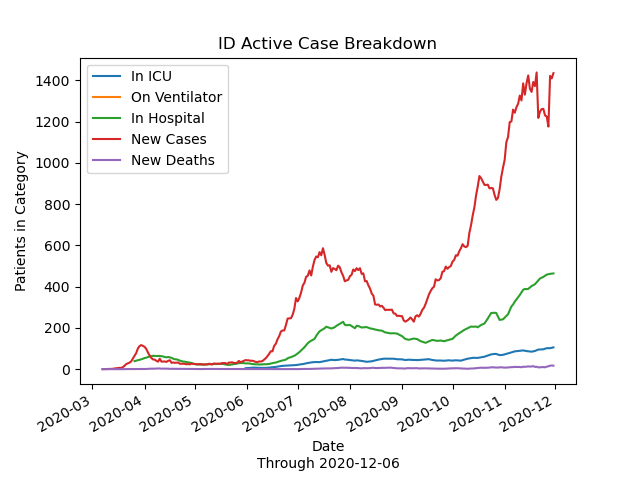 ID Active Case Breakdown
In ICU
On Ventilator
In Hospital
New Cases
New Deaths
Patients in Category
1400
1200
1000
800
600
400
200
0
2020-03
2020-04
2020-05
2020-06
2020-07
2020-08
2020-09
2020-10
2020-11
2020-12
Date
Through 2020-12-06